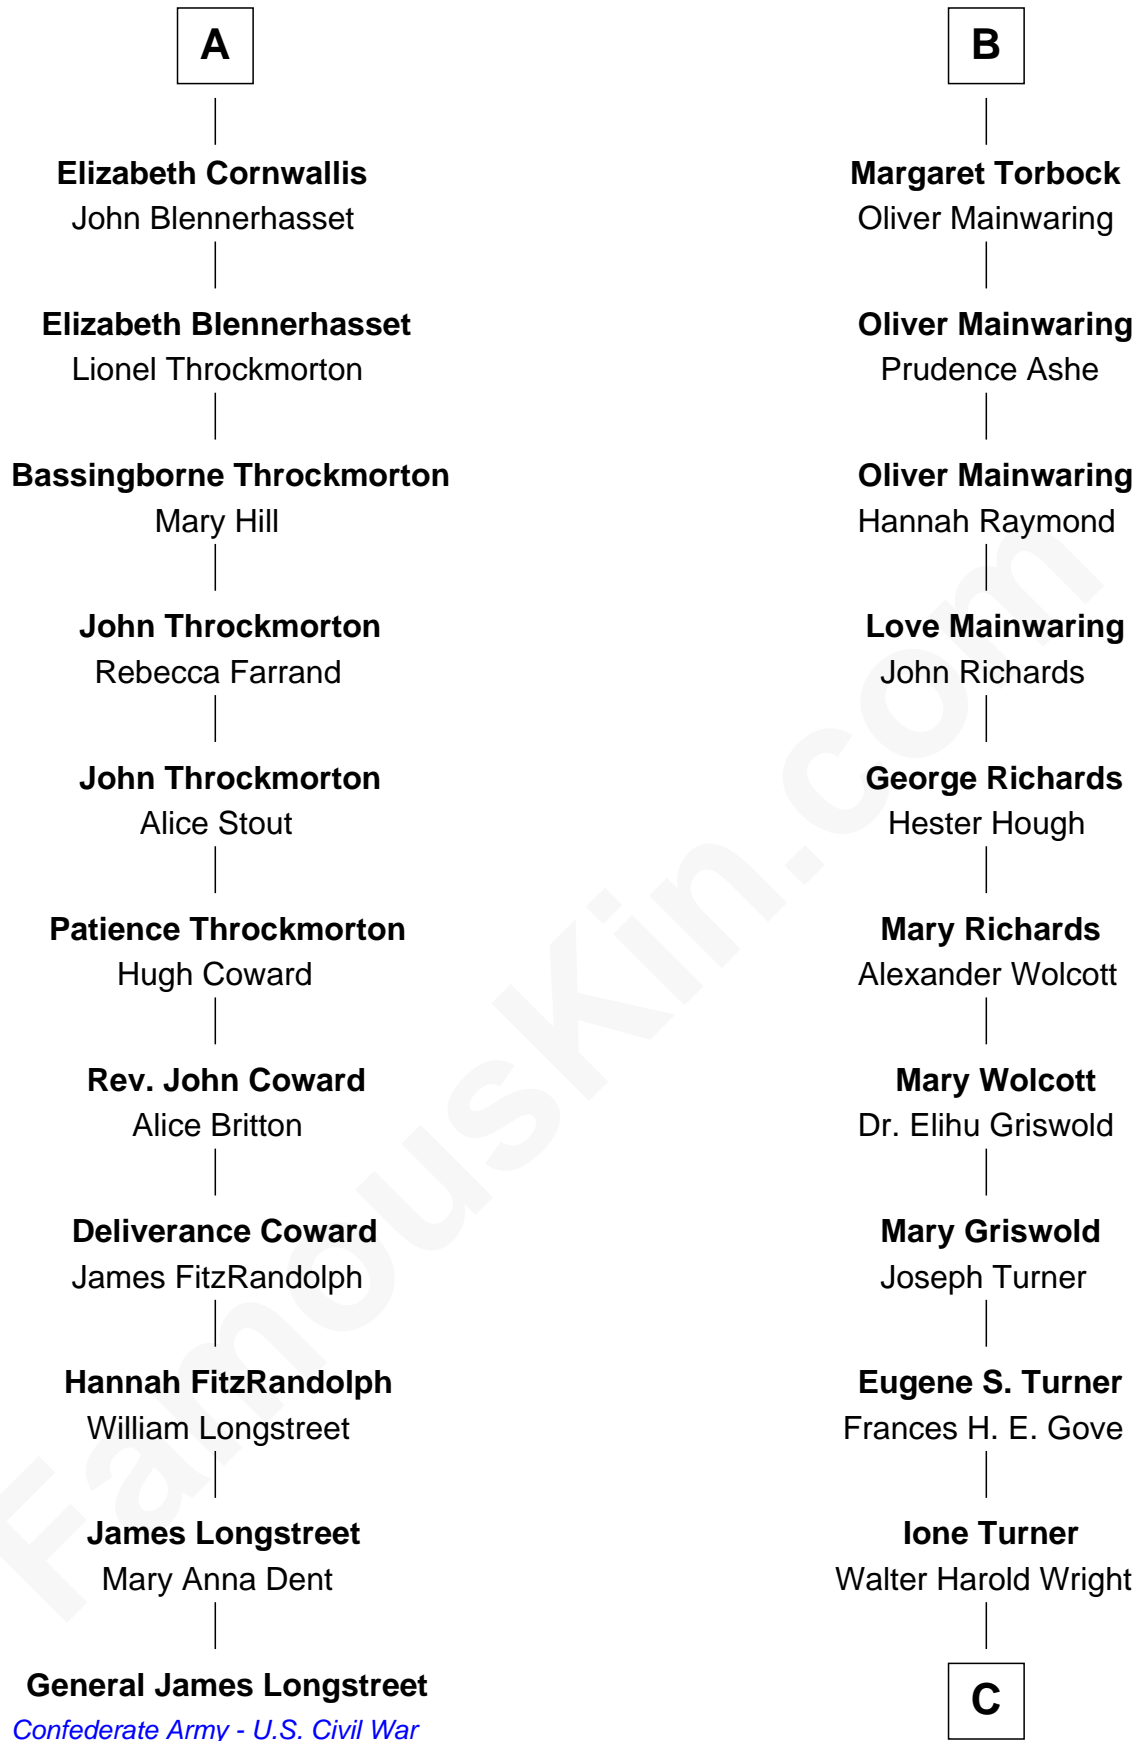 A
Elizabeth Cornwallis
John Blennerhasset
Elizabeth Blennerhasset
Lionel Throckmorton
Bassingborne Throckmorton
Mary Hill
John Throckmorton
Rebecca Farrand
John Throckmorton
Alice Stout
Patience Throckmorton
Hugh Coward
Rev. John Coward
Alice Britton
Deliverance Coward
James FitzRandolph
Hannah FitzRandolph
William Longstreet
James Longstreet
Mary Anna Dent
General James Longstreet
Confederate Army - U.S. Civil War
B
Margaret Torbock
Oliver Mainwaring
Oliver Mainwaring
Prudence Ashe
Oliver Mainwaring
Hannah Raymond
Love Mainwaring
John Richards
George Richards
Hester Hough
Mary Richards
Alexander Wolcott
Mary Wolcott
Dr. Elihu Griswold
Mary Griswold
Joseph Turner
Eugene S. Turner
Frances H. E. Gove
Ione Turner
Walter Harold Wright
C
FamousKin.com